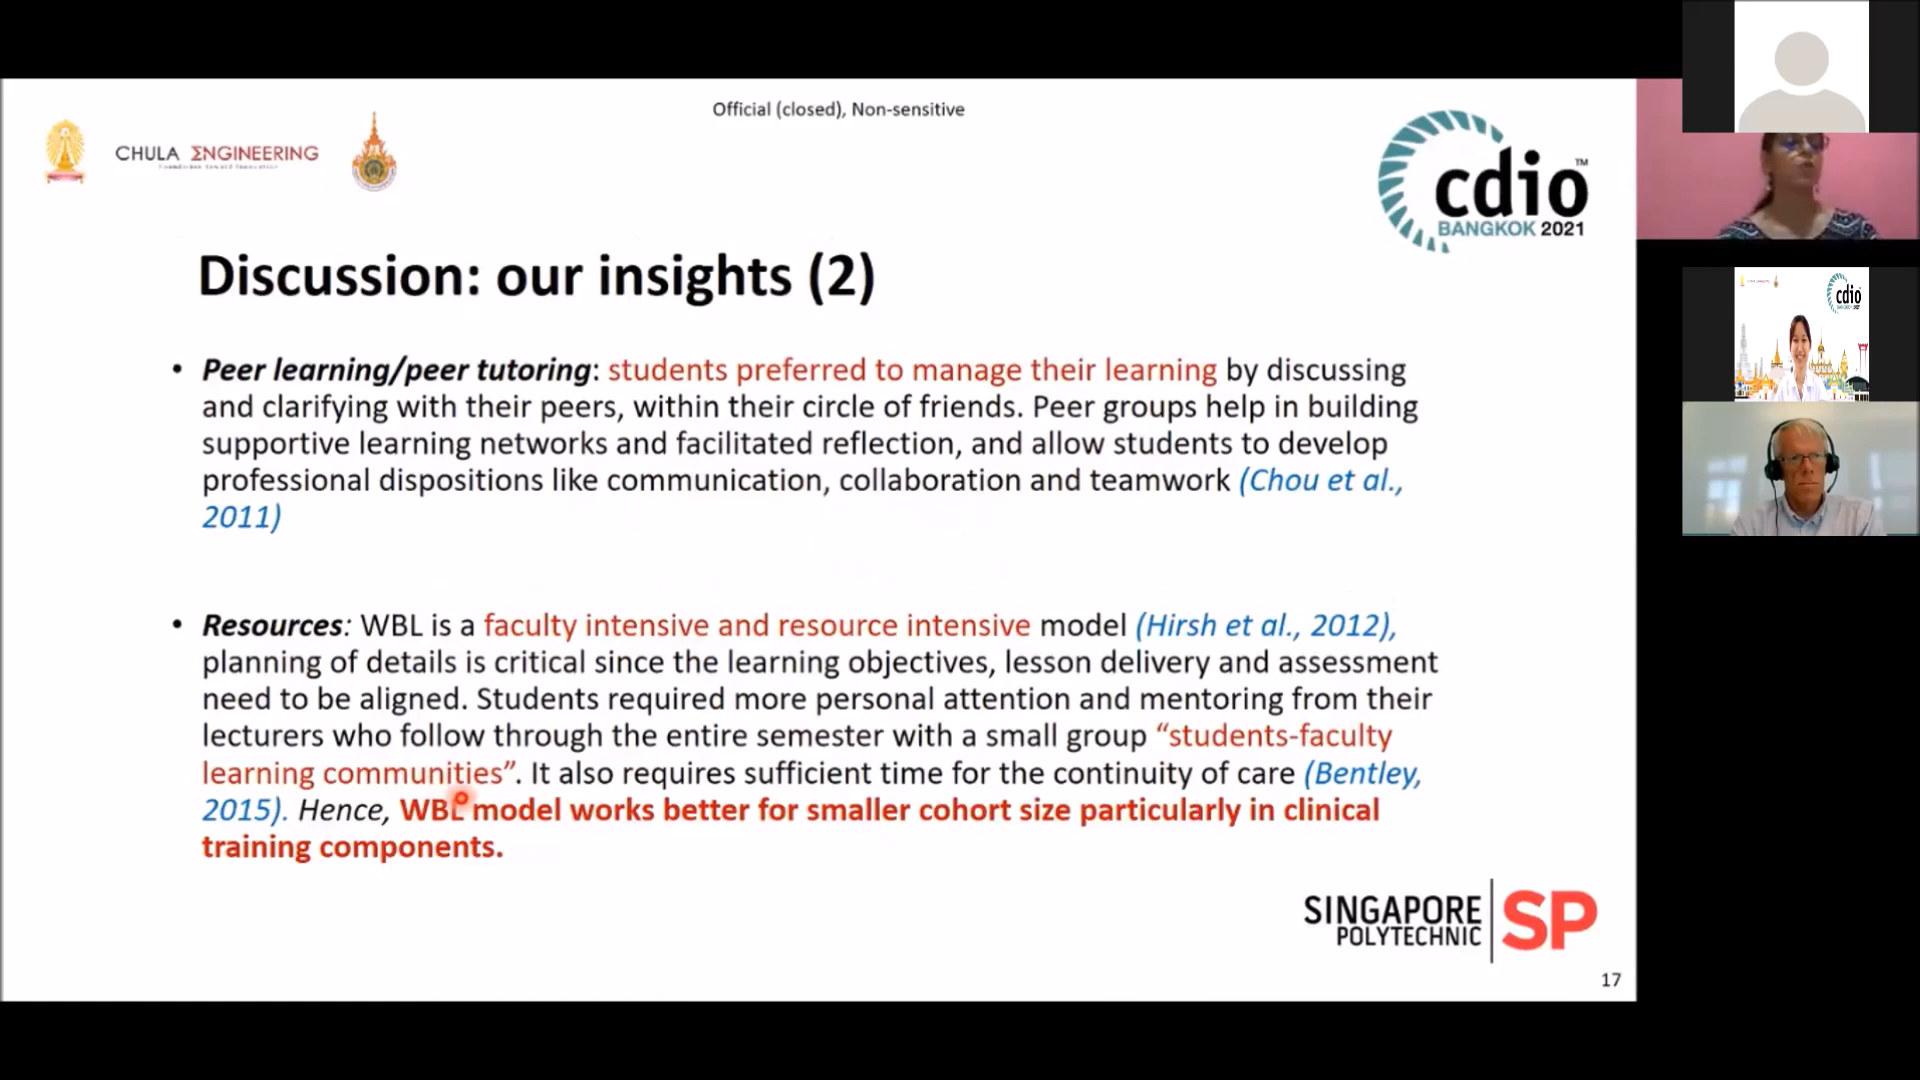 Official (closed), Non-sensitive
CHULA ΣNGINEERING
cdio™
BANGKOK 2021
Discussion: our insights (2)
• Peer learning/peer tutoring: students preferred to manage their learning by discussing
and clarifying with their peers, within their circle of friends. Peer groups help in building
supportive learning networks and facilitated reflection, and allow students to develop
professional dispositions like communication, collaboration and teamwork (Chou et al.,
2011)
• Resources: WBL is a faculty intensive and resource intensive model (Hirsh et al., 2012),
planning of details is critical since the learning objectives, lesson delivery and assessment
need to be aligned. Students required more personal attention and mentoring from their
lecturers who follow through the entire semester with a small group “students-faculty
learning communities”. It also requires sufficient time for the continuity of care (Bentley,
2015). Hence, WBL model works better for smaller cohort size particularly in clinical
training components.
SINGAPORE
POLYTECHNIC
SP
17
cdio